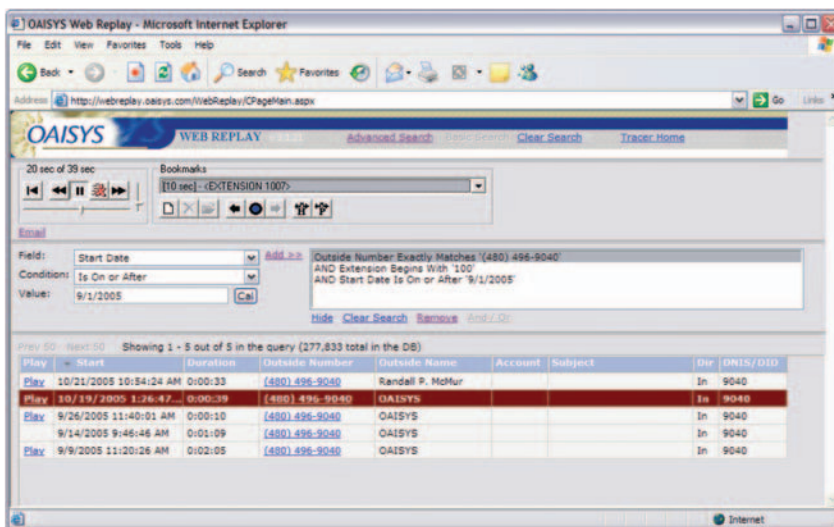 OAISYS Web Replay - Microsoft Internet Explorer
File Edit View Favorites Tools Help
Back Search Favorites
Address http://webreplay.oaisys.com/WebReplay/CPageMain.aspx Go Links
OAISYS WEB REPLAY Advanced Search Basic Search Clear Search Tracer Home
20 sec of 39 sec Bookmarks
[10 sec] - <EXTENSION 1007>
Email
Field: Start Date Add >> Outside Number Exactly Matches '(480) 496-9040'
Condition: Is On or After AND Extension Begins With '100'
AND Start Date Is On or After '9/1/2005'
Value: 9/1/2005 Cal
Hide Clear Search Remove And / Or
Prev 50 Next 50 Showing 1 - 5 out of 5 in the query (277,833 total in the DB)
Play Start Duration Outside Number Outside Name Account Subject Dir DNIS/DID
Play 10/21/2005 10:54:24 AM 0:00:33 (480) 496-9040 Randall P. McMur In 9040
Play 10/19/2005 1:26:47... 0:00:39 (480) 496-9040 OAISYS In 9040
Play 9/26/2005 11:40:01 AM 0:00:10 (480) 496-9040 OAISYS In 9040
9/14/2005 9:46:46 AM 0:01:09 (480) 496-9040 OAISYS In 9040
Play 9/9/2005 11:20:26 AM 0:02:05 (480) 496-9040 OAISYS In 9040
Internet